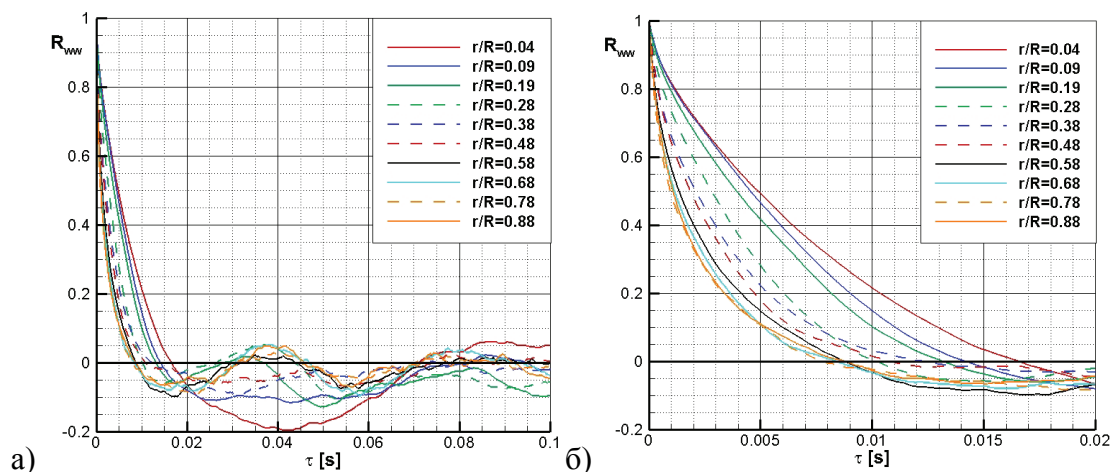 1
R_ww
0.8
0.6
0.4
0.2
0
-0.2
0
0.02
0.04
0.06
0.08
0.1
τ [s]
r/R=0.04
r/R=0.09
r/R=0.19
r/R=0.28
r/R=0.38
r/R=0.48
r/R=0.58
r/R=0.68
r/R=0.78
r/R=0.88
а)
1
R_ww
0.8
0.6
0.4
0.2
0
-0.2
0
0.005
0.01
0.015
0.02
τ [s]
r/R=0.04
r/R=0.09
r/R=0.19
r/R=0.28
r/R=0.38
r/R=0.48
r/R=0.58
r/R=0.68
r/R=0.78
r/R=0.88
б)